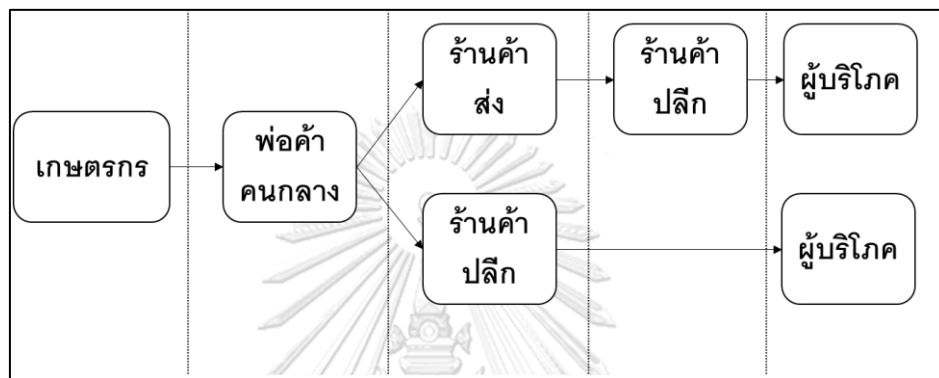 เกษตรกร
พ่อค้า
คนกลาง
ร้านค้า
ส่ง
ร้านค้า
ปลีก
ผู้บริโภค
ร้านค้า
ปลีก
ผู้บริโภค